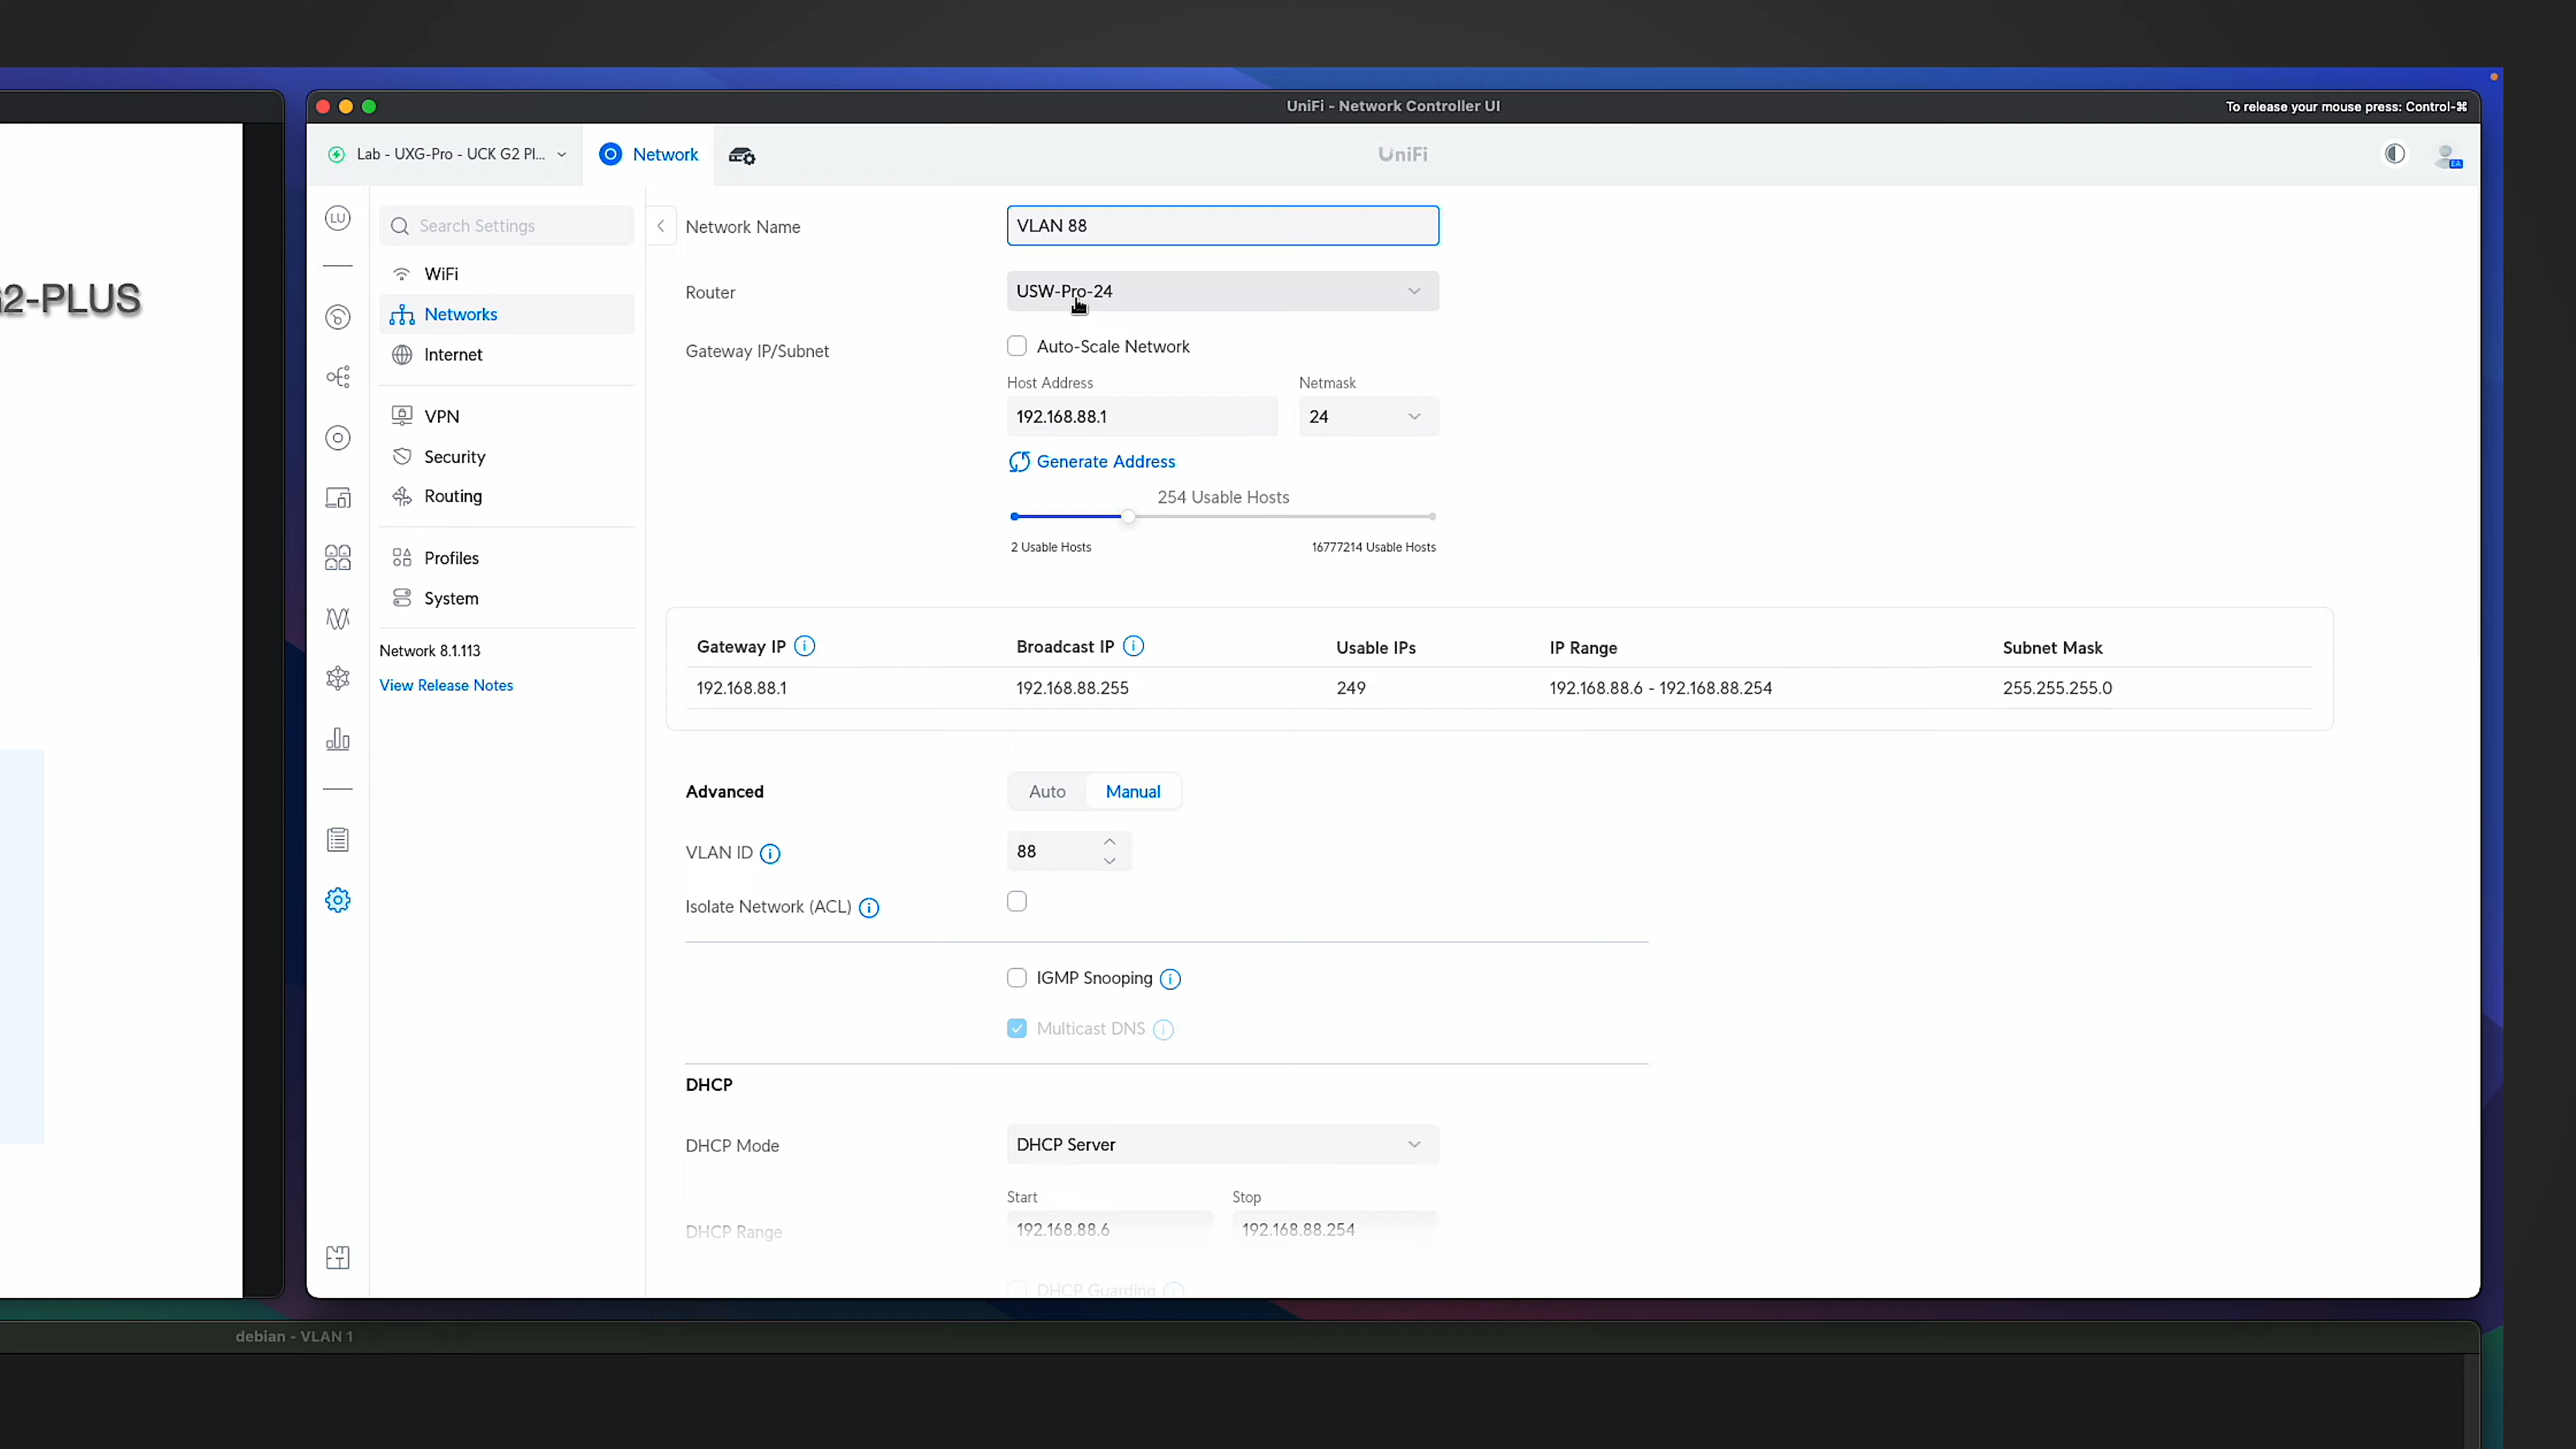 UniFi - Network Controller UI
To release your mouse press: Control-⌘
Lab - UXG-Pro - UCK G2 Pl...
Network
UniFi
EA
G2-PLUS
LU
Search Settings
WiFi
Networks
Internet
VPN
Security
Routing
Profiles
System
Network 8.1.113
View Release Notes
Network Name
VLAN 88
Router
USW-Pro-24
Gateway IP/Subnet
Auto-Scale Network
Host Address
Netmask
192.168.88.1
24
Generate Address
254 Usable Hosts
2 Usable Hosts
16777214 Usable Hosts
Gateway IP
Broadcast IP
Usable IPs
IP Range
Subnet Mask
192.168.88.1
192.168.88.255
249
192.168.88.6 - 192.168.88.254
255.255.255.0
Advanced
Auto
Manual
VLAN ID
88
Isolate Network (ACL)
IGMP Snooping
Multicast DNS
DHCP
DHCP Mode
DHCP Server
Start
Stop
DHCP Range
192.168.88.6
192.168.88.254
DHCP Guarding
debian - VLAN 1